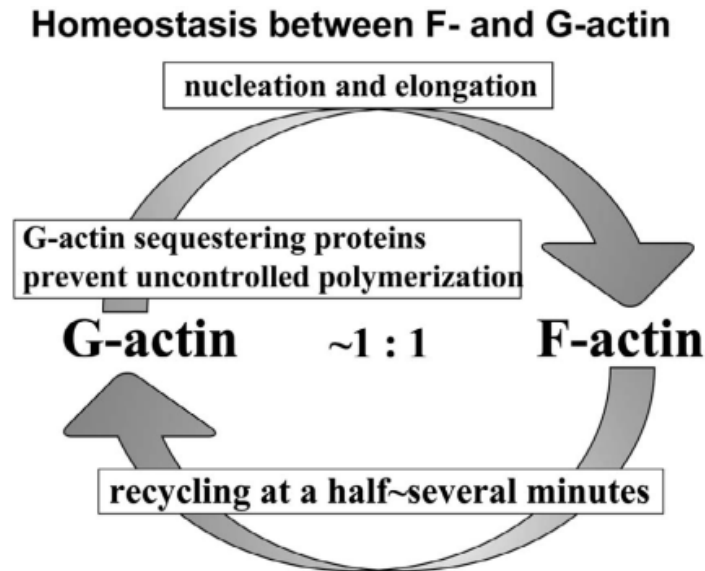 Homeostasis between F- and G-actin
nucleation and elongation
G-actin sequestering proteins
prevent uncontrolled polymerization
G-actin ~1 : 1 F-actin
recycling at a half~several minutes